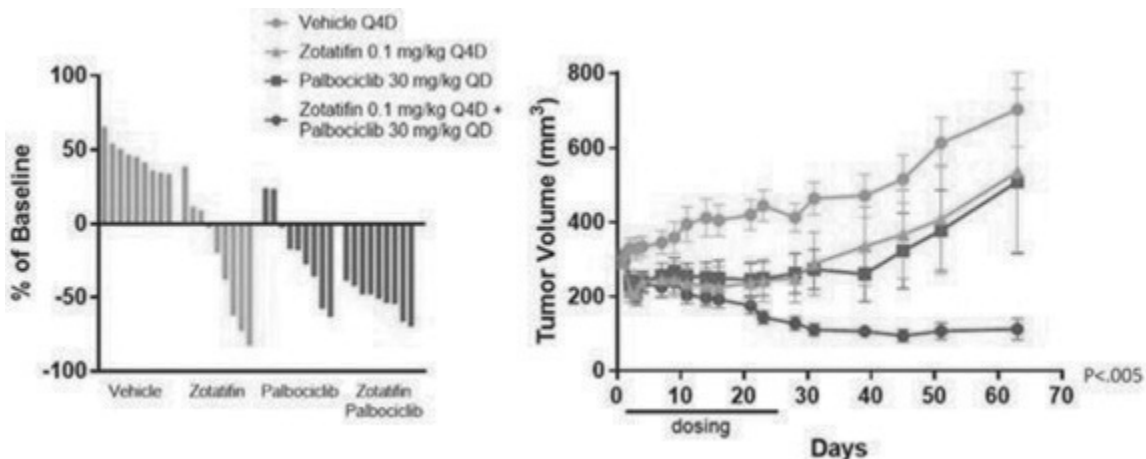 Vehicle Q4D
Zotatifin 0.1 mg/kg Q4D
Palbociclib 30 mg/kg QD
Zotatifin 0.1 mg/kg Q4D +
Palbociclib 30 mg/kg QD
% of Baseline
100
50
0
-50
-100
Vehicle
Zotatifin
Palbociclib
Zotatifin
Palbociclib
Tumor Volume (mm³)
800
600
400
200
0
0 10 20 30 40 50 60 70
P<.005
dosing
Days